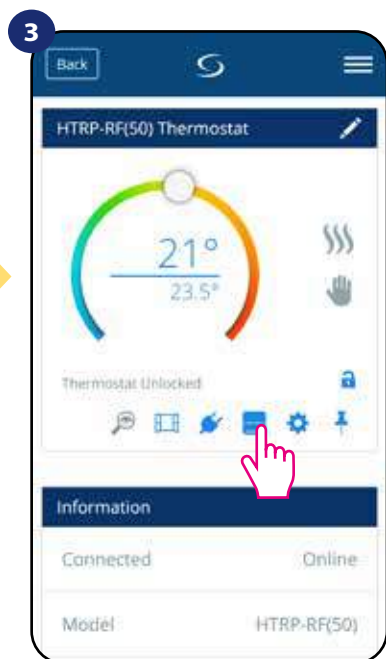 3
Back
HTRP-RF(50) Thermostat
21°
23.5°
Thermostat Unlocked
Information
Connected Online
Model HTRP-RF(50)